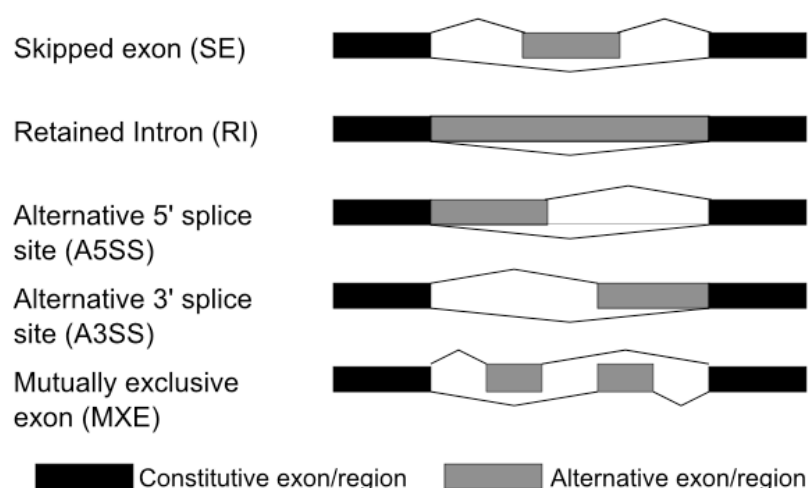 Skipped exon (SE)
Retained Intron (RI)
Alternative 5' splice
site (A5SS)
Alternative 3' splice
site (A3SS)
Mutually exclusive
exon (MXE)
Constitutive exon/region
Alternative exon/region